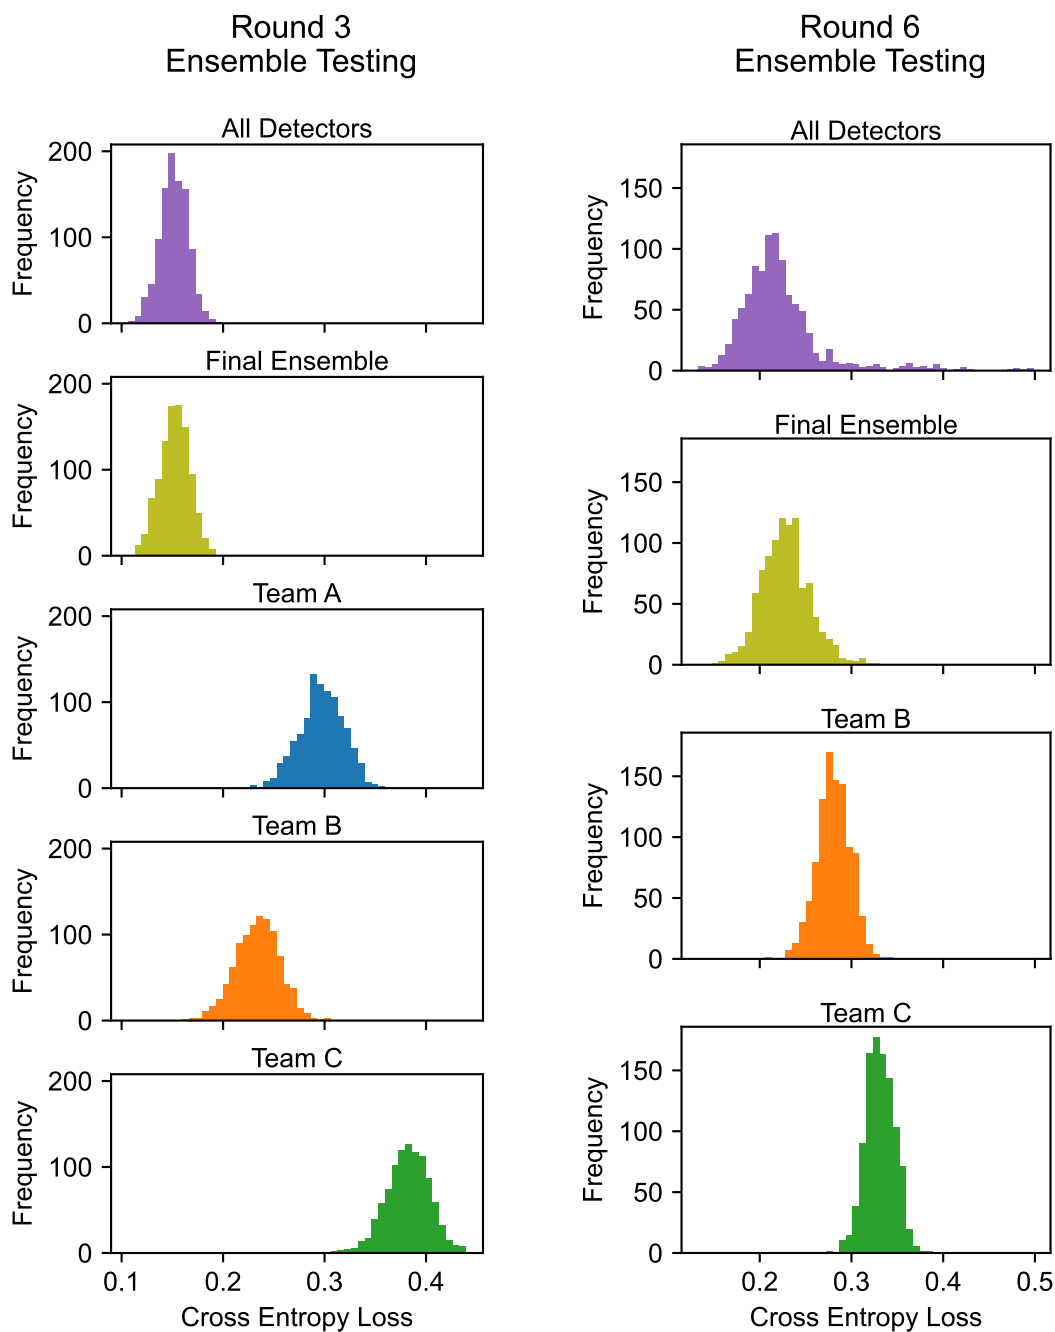 Round 3
Ensemble Testing
All Detectors
200
100
0
Frequency
Final Ensemble
200
100
0
Frequency
Team A
200
100
0
Frequency
Team B
200
100
0
Frequency
Team C
200
100
0
Frequency
0.1 0.2 0.3 0.4
Cross Entropy Loss
Round 6
Ensemble Testing
All Detectors
150
100
50
0
Frequency
Final Ensemble
150
100
50
0
Frequency
Team B
150
100
50
0
Frequency
Team C
150
100
50
0
Frequency
0.2 0.3 0.4 0.5
Cross Entropy Loss